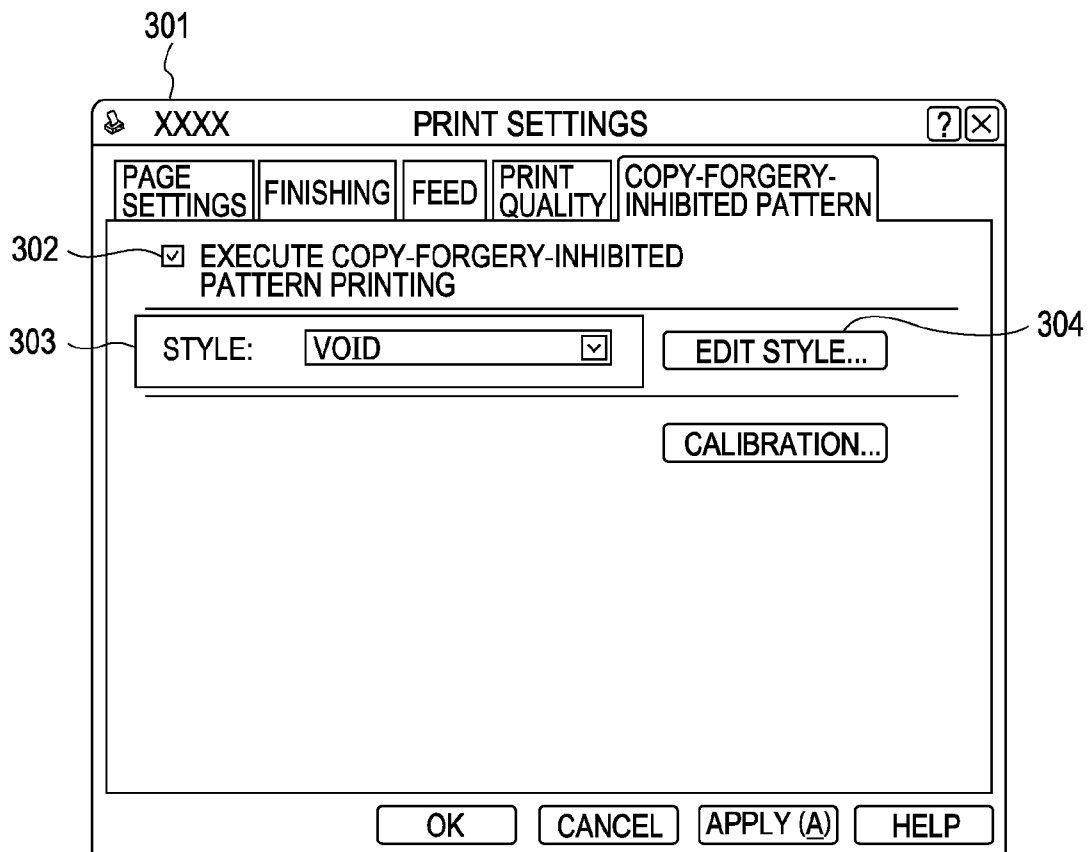 301
XXXX PRINT SETTINGS ?
PAGE SETTINGS FINISHING FEED PRINT QUALITY COPY-FORGERY-INHIBITED PATTERN
302
EXECUTE COPY-FORGERY-INHIBITED
PATTERN PRINTING
303
STYLE: VOID EDIT STYLE...
304
CALIBRATION...
OK CANCEL APPLY (A) HELP